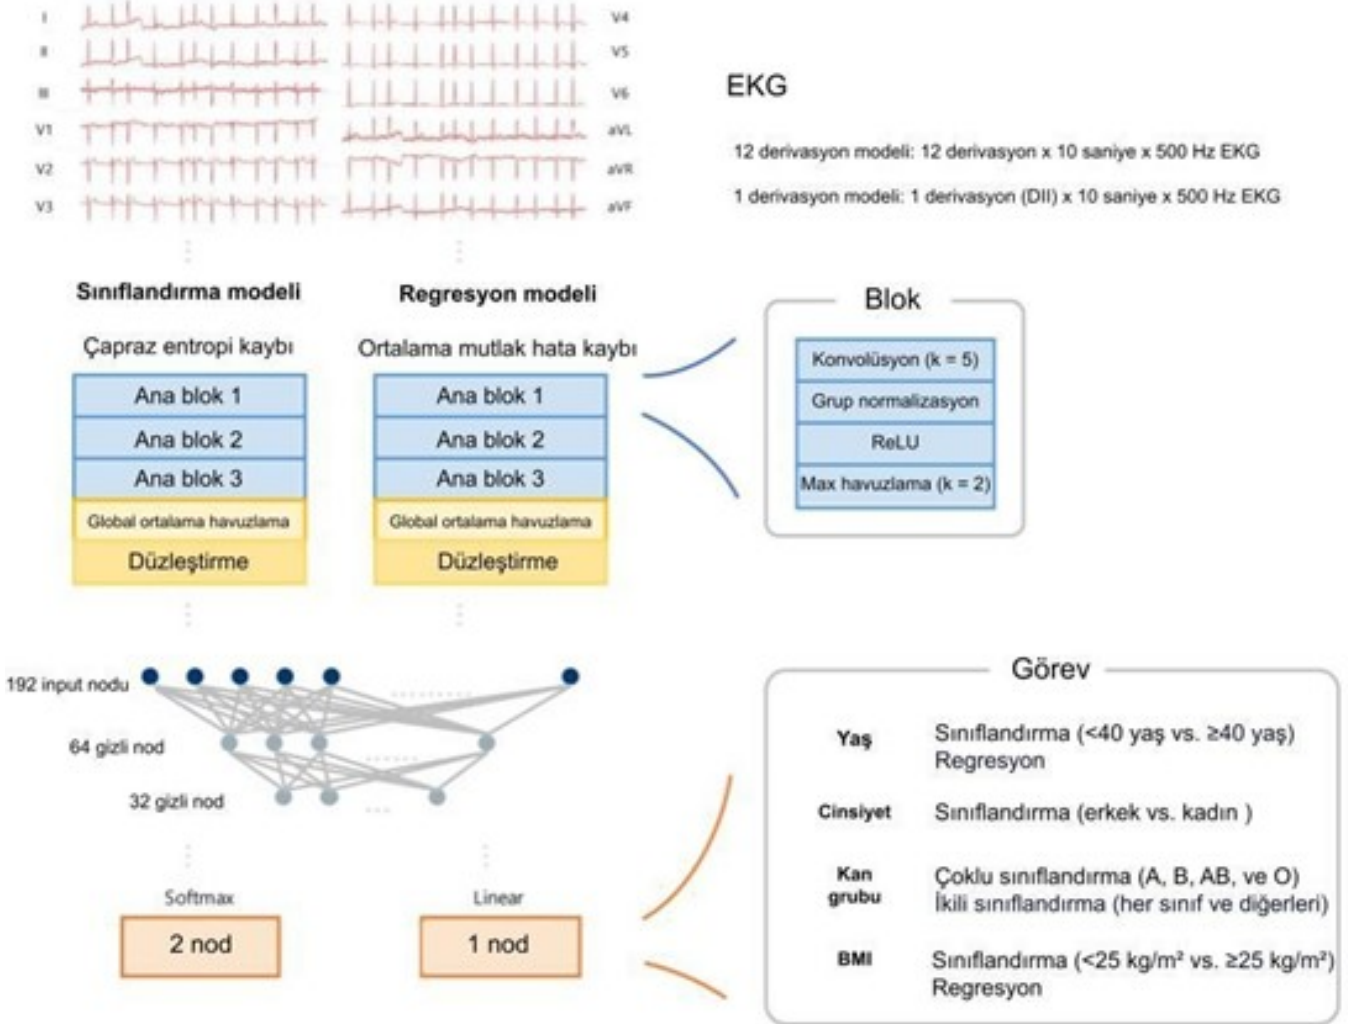 I
II
III
V1
V2
V3
V4
V5
V6
aVL
aVR
aVF
EKG
12 derivasyon modeli: 12 derivasyon x 10 saniye x 500 Hz EKG
1 derivasyon modeli: 1 derivasyon (DII) x 10 saniye x 500 Hz EKG
Sınıflandırma modeli
Çapraz entropi kaybı
Ana blok 1
Ana blok 2
Ana blok 3
Global ortalama havuzlama
Düzleştirme
Regresyon modeli
Ortalama mutlak hata kaybı
Ana blok 1
Ana blok 2
Ana blok 3
Global ortalama havuzlama
Düzleştirme
Blok
Konvolüsyon (k = 5)
Grup normalizasyon
ReLU
Max havuzlama (k = 2)
192 input nodu
64 gizli nod
32 gizli nod
Softmax
2 nod
Linear
1 nod
Görev
Yaş
Sınıflandırma (<40 yaş vs. ≥40 yaş)
Regresyon
Cinsiyet
Sınıflandırma (erkek vs. kadın )
Kan
grubu
Çoklu sınıflandırma (A, B, AB, ve O)
İkili sınıflandırma (her sınıf ve diğerleri)
BMI
Sınıflandırma (<25 kg/m² vs. ≥25 kg/m²)
Regresyon